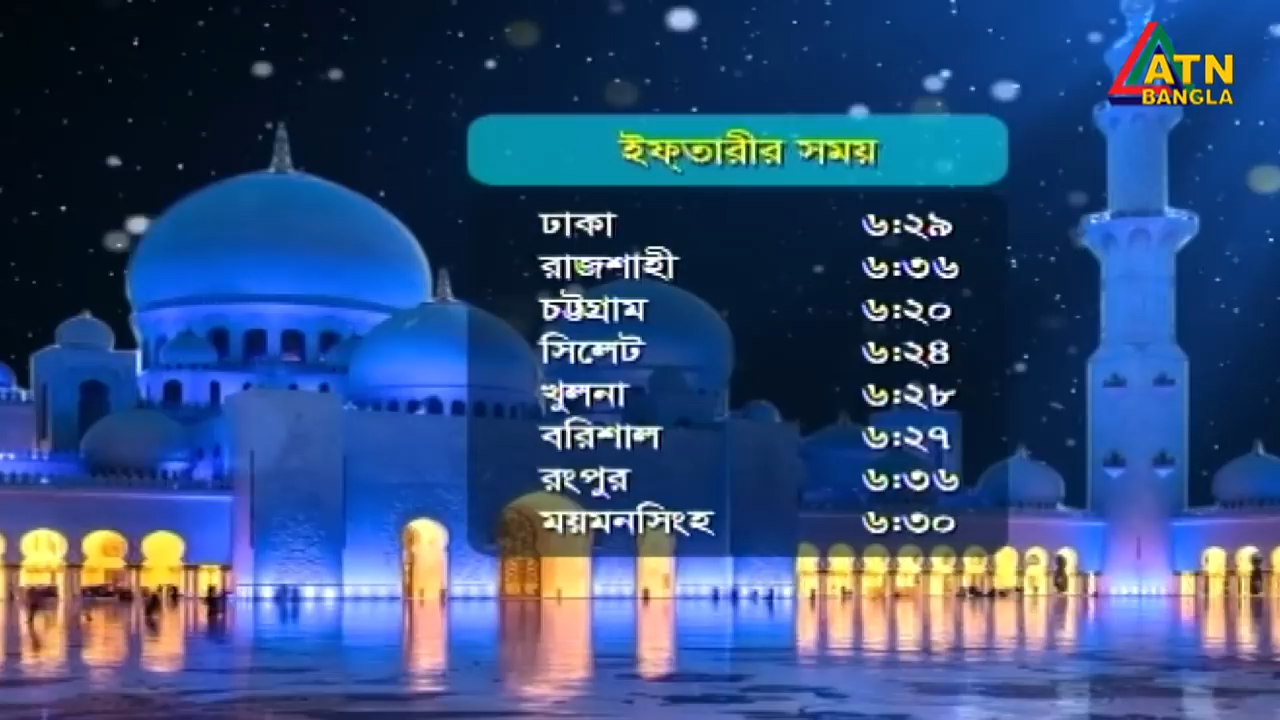 ATN
BANGLA
ইফ্তারীর সময়
ঢাকা ৬:২৯
রাজশাহী ৬:৩৬
চট্টগ্রাম ৬:২০
সিলেট ৬:২৪
খুলনা ৬:২৮
বরিশাল ৬:২৭
রংপুর ৬:৩৬
ময়মনসিংহ ৬:৩০